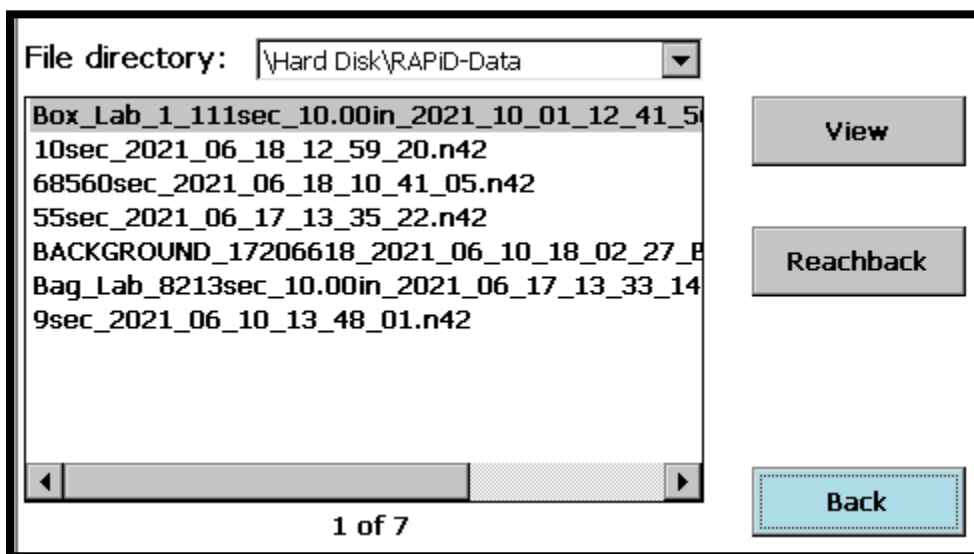 File directory: \Hard Disk\RAPiD-Data
Box_Lab_1_111sec_10.00in_2021_10_01_12_41_5
10sec_2021_06_18_12_59_20.n42
68560sec_2021_06_18_10_41_05.n42
55sec_2021_06_17_13_35_22.n42
BACKGROUND_17206618_2021_06_10_18_02_27_B
Bag_Lab_8213sec_10.00in_2021_06_17_13_33_14
9sec_2021_06_10_13_48_01.n42
1 of 7
View
Reachback
Back